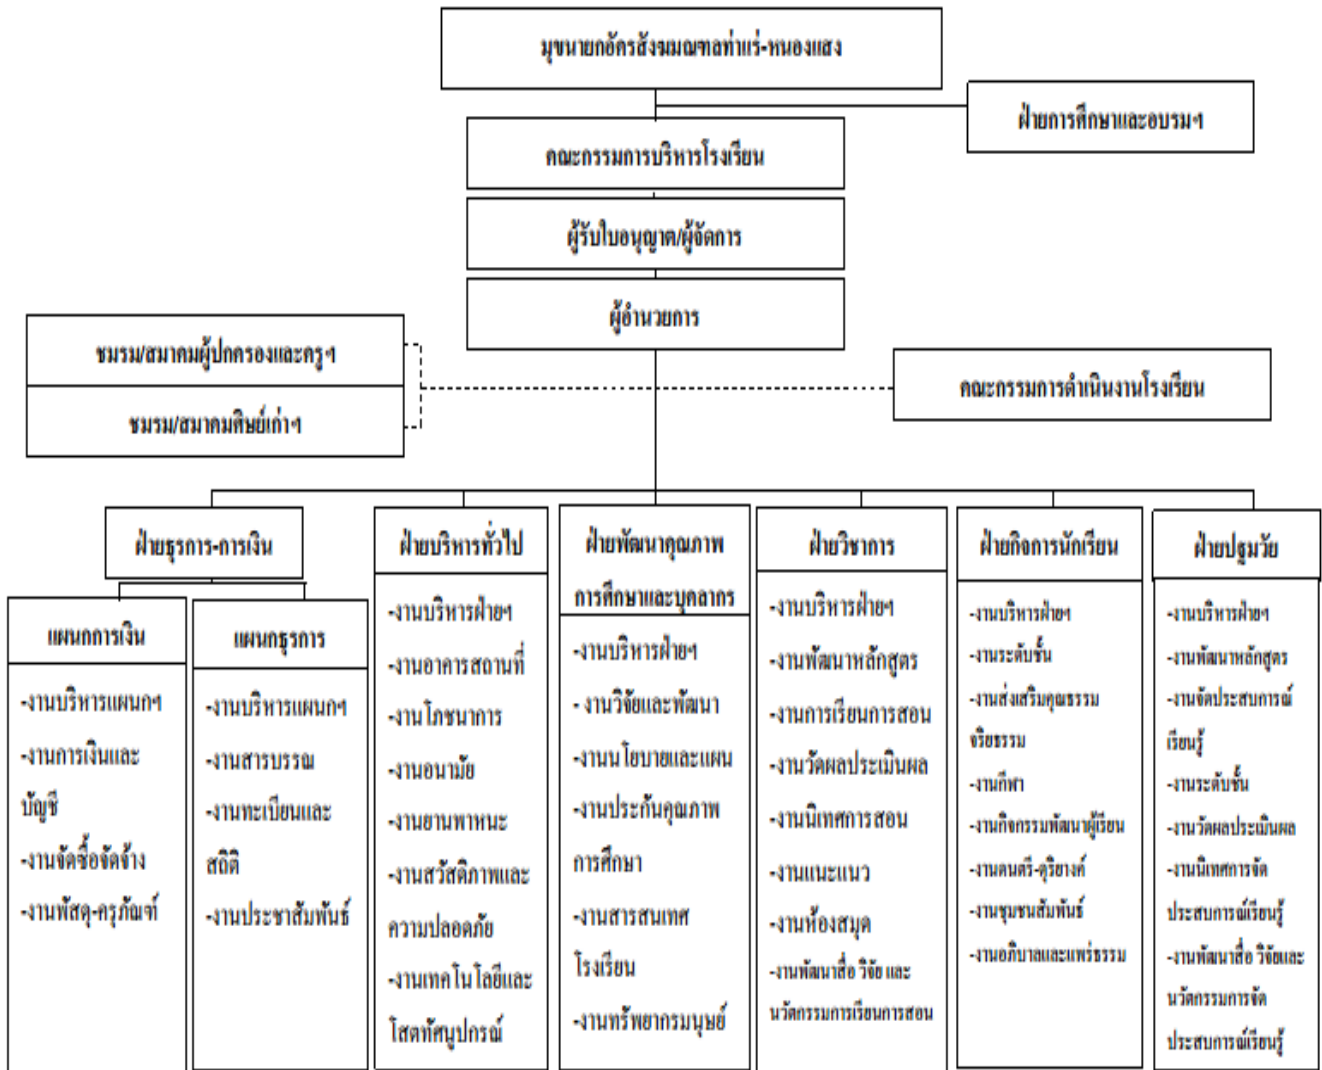 มุขนายกอัครสังฆมณฑลท่าแร่-หนองแสง
ฝ่ายการศึกษาและอบรมฯ
คณะกรรมการบริหารโรงเรียน
ผู้รับใบอนุญาต/ผู้จัดการ
ผู้อำนวยการ
ชมรม/สมาคมผู้ปกครองและครูฯ
ชมรม/สมาคมศิษย์เก่าฯ
คณะกรรมการดำเนินงานโรงเรียน
ฝ่ายธุรการ-การเงิน
แผนกการเงิน
-งานบริหารแผนกฯ
-งานการเงินและ
บัญชี
-งานจัดซื้อจัดจ้าง
-งานพัสดุ-ครุภัณฑ์
แผนกธุรการ
-งานบริหารแผนกฯ
-งานสารบรรณ
-งานทะเบียนและ
สถิติ
-งานประชาสัมพันธ์
ฝ่ายบริหารทั่วไป
-งานบริหารฝ่ายฯ
-งานอาคารสถานที่
-งานโภชนาการ
-งานอนามัย
-งานยานพาหนะ
-งานสวัสดิภาพและ
ความปลอดภัย
-งานเทคโนโลยีและ
โสตทัศนูปกรณ์
ฝ่ายพัฒนาคุณภาพ
การศึกษาและบุคลากร
-งานบริหารฝ่ายฯ
- งานวิจัยและพัฒนา
-งานนโยบายและแผน
-งานประกันคุณภาพ
การศึกษา
-งานสารสนเทศ
โรงเรียน
-งานทรัพยากรมนุษย์
ฝ่ายวิชาการ
-งานบริหารฝ่ายฯ
-งานพัฒนาหลักสูตร
-งานการเรียนการสอน
-งานวัดผลประเมินผล
-งานนิเทศการสอน
-งานแนะแนว
-งานห้องสมุด
-งานพัฒนาสื่อ วิจัย และ
นวัตกรรมการเรียนการสอน
ฝ่ายกิจการนักเรียน
-งานบริหารฝ่ายฯ
-งานระดับชั้น
-งานส่งเสริมคุณธรรม
จริยธรรม
-งานกีฬา
-งานกิจกรรมพัฒนาผู้เรียน
-งานดนตรี-ดุริยางค์
-งานชุมชนสัมพันธ์
-งานอภิบาลและแพร่ธรรม
ฝ่ายปฐมวัย
-งานบริหารฝ่ายฯ
-งานพัฒนาหลักสูตร
-งานจัดประสบการณ์
เรียนรู้
-งานระดับชั้น
-งานวัดผลประเมินผล
-งานนิเทศการจัด
ประสบการณ์เรียนรู้
-งานพัฒนาสื่อ วิจัยและ
นวัตกรรมการจัด
ประสบการณ์เรียนรู้